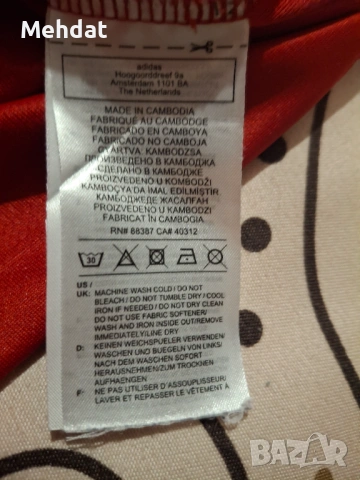 Mehdat
adidas
Hoogoorddreef 9a
Amsterdam 1101 BA
The Netherlands
MADE IN CAMBODIA
FABRIQUÉ AU CAMBODGE
FABRICADO EN CAMBOYA
FABRICADO NO CAMBOJA
GYÁRTVA: KAMBODZSA
ПРОИЗВЕДЕНО В КАМБОДЖА
СДЕЛАНО В КАМБОДЖЕ
PROIZVEDENO U KOMBODŽI
KAMBOÇYA'DA IMAL EDİLMİŞTİR
КАМБОДЖЕДЕ ЖАСАЛҒАН
PROIZVEDENO U KAMBODZI
FABRICAT ÎN CAMBOGIA
RN# 88387 CA# 40312
30
US /
UK: MACHINE WASH COLD / DO NOT
BLEACH / DO NOT TUMBLE DRY / COOL
IRON IF NEEDED / DO NOT DRY CLEAN
DO NOT USE FABRIC SOFTENER/
WASH AND IRON INSIDE OUT/REMOVE
IMMEDIATELY/LINE DRY
D: KEINEN WEICHSPUELER VERWENDEN/
WASCHEN UND BUEGELN VON LINKS/
NACH DEM WASCHEN SOFORT
HERAUSNEHMEN/ZUM TROCKNEN
AUFHAENGEN
F: NE PAS UTILISER D'ASSOUPLISSEUR/
LAVER ET REPASSER LE VÊTEMENT À
BAZAR
bg